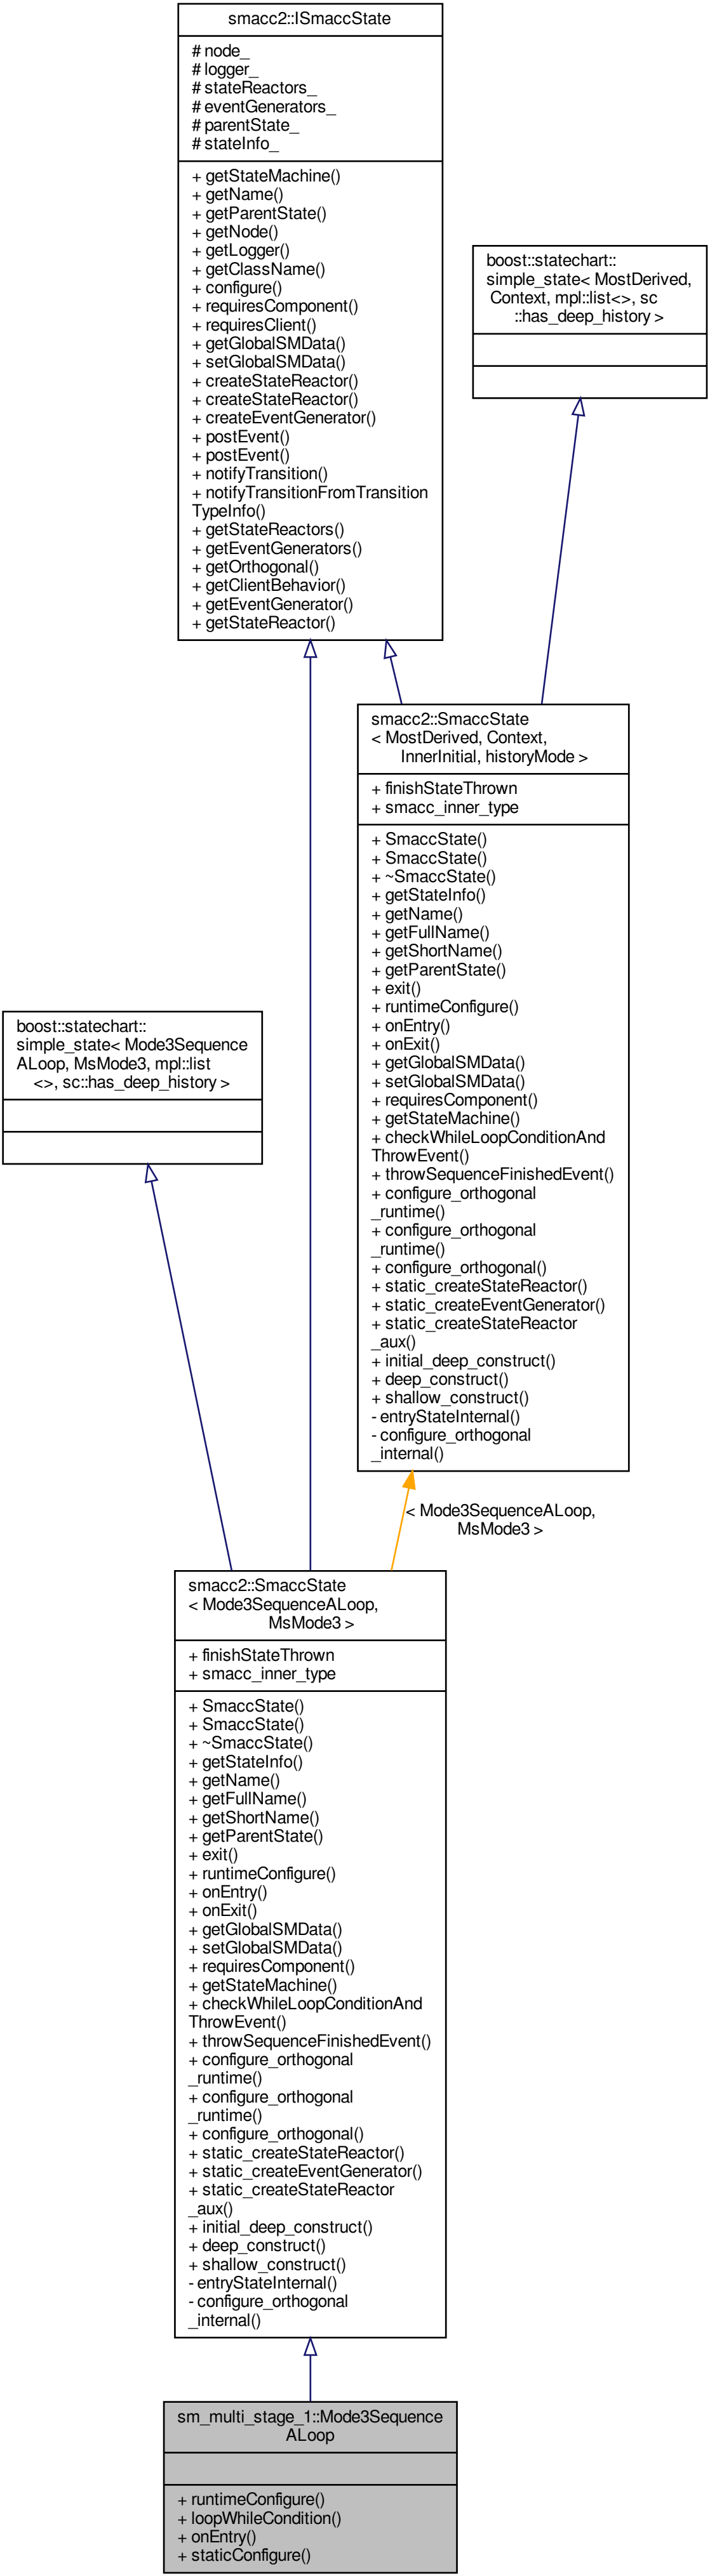 smacc2::ISmaccState
# node_
# logger_
# stateReactors_
# eventGenerators_
# parentState_
# stateInfo_
+ getStateMachine()
+ getName()
+ getParentState()
+ getNode()
+ getLogger()
+ getClassName()
+ configure()
+ requiresComponent()
+ requiresClient()
+ getGlobalSMData()
+ setGlobalSMData()
+ createStateReactor()
+ createStateReactor()
+ createEventGenerator()
+ postEvent()
+ postEvent()
+ notifyTransition()
+ notifyTransitionFromTransition
TypeInfo()
+ getStateReactors()
+ getEventGenerators()
+ getOrthogonal()
+ getClientBehavior()
+ getEventGenerator()
+ getStateReactor()
boost::statechart::
simple_state< MostDerived,
Context, mpl::list<>, sc
::has_deep_history >
smacc2::SmaccState
< MostDerived, Context,
InnerInitial, historyMode >
+ finishStateThrown
+ smacc_inner_type
+ SmaccState()
+ SmaccState()
+ ~SmaccState()
+ getStateInfo()
+ getName()
+ getFullName()
+ getShortName()
+ getParentState()
+ exit()
+ runtimeConfigure()
+ onEntry()
+ onExit()
+ getGlobalSMData()
+ setGlobalSMData()
+ requiresComponent()
+ getStateMachine()
+ checkWhileLoopConditionAnd
ThrowEvent()
+ throwSequenceFinishedEvent()
+ configure_orthogonal
_runtime()
+ configure_orthogonal
_runtime()
+ configure_orthogonal()
+ static_createStateReactor()
+ static_createEventGenerator()
+ static_createStateReactor
_aux()
+ initial_deep_construct()
+ deep_construct()
+ shallow_construct()
- entryStateInternal()
- configure_orthogonal
_internal()
boost::statechart::
simple_state< Mode3Sequence
ALoop, MsMode3, mpl::list
<>, sc::has_deep_history >
< Mode3SequenceALoop,
MsMode3 >
smacc2::SmaccState
< Mode3SequenceALoop,
MsMode3 >
+ finishStateThrown
+ smacc_inner_type
+ SmaccState()
+ SmaccState()
+ ~SmaccState()
+ getStateInfo()
+ getName()
+ getFullName()
+ getShortName()
+ getParentState()
+ exit()
+ runtimeConfigure()
+ onEntry()
+ onExit()
+ getGlobalSMData()
+ setGlobalSMData()
+ requiresComponent()
+ getStateMachine()
+ checkWhileLoopConditionAnd
ThrowEvent()
+ throwSequenceFinishedEvent()
+ configure_orthogonal
_runtime()
+ configure_orthogonal
_runtime()
+ configure_orthogonal()
+ static_createStateReactor()
+ static_createEventGenerator()
+ static_createStateReactor
_aux()
+ initial_deep_construct()
+ deep_construct()
+ shallow_construct()
- entryStateInternal()
- configure_orthogonal
_internal()
sm_multi_stage_1::Mode3Sequence
ALoop
+ runtimeConfigure()
+ loopWhileCondition()
+ onEntry()
+ staticConfigure()